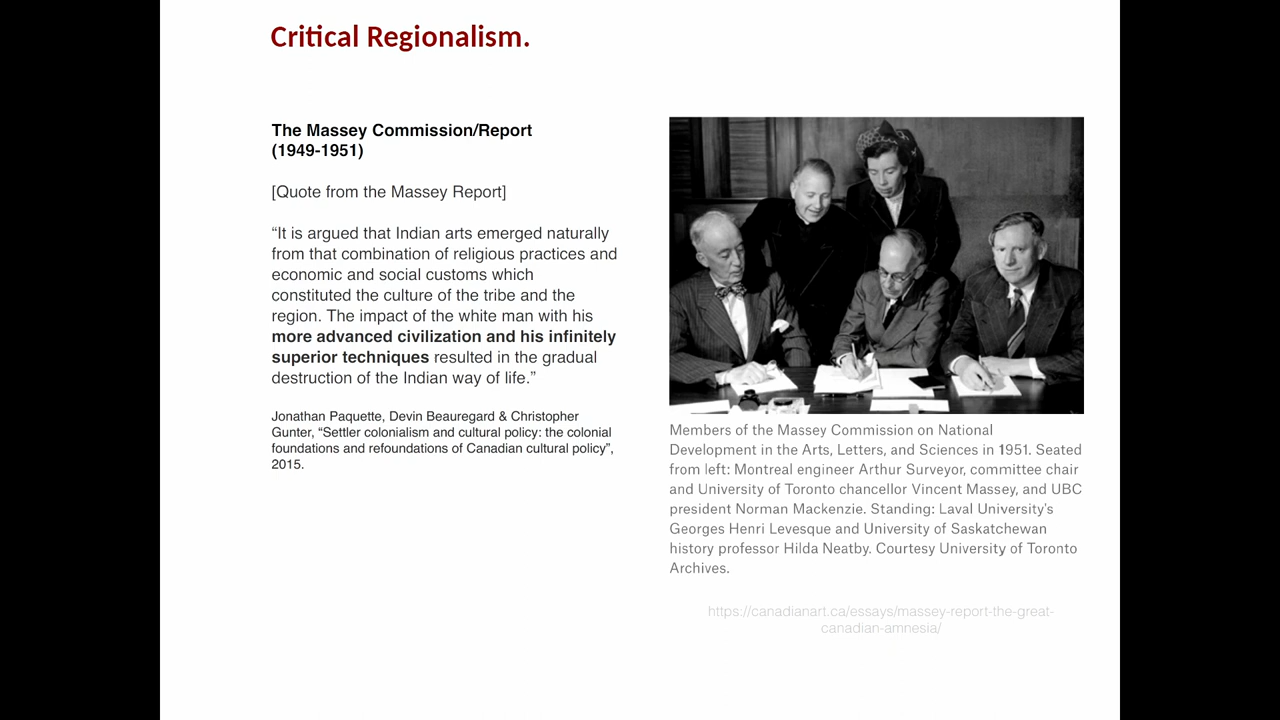 Critical Regionalism.
The Massey Commission/Report
(1949-1951)
[Quote from the Massey Report]
“It is argued that Indian arts emerged naturally
from that combination of religious practices and
economic and social customs which
constituted the culture of the tribe and the
region. The impact of the white man with his
more advanced civilization and his infinitely
superior techniques resulted in the gradual
destruction of the Indian way of life.”
Jonathan Paquette, Devin Beauregard & Christopher
Gunter, “Settler colonialism and cultural policy: the colonial
foundations and refoundations of Canadian cultural policy”,
2015.
Members of the Massey Commission on National
Development in the Arts, Letters, and Sciences in 1951. Seated
from left: Montreal engineer Arthur Surveyor, committee chair
and University of Toronto chancellor Vincent Massey, and UBC
president Norman Mackenzie. Standing: Laval University's
Georges Henri Levesque and University of Saskatchewan
history professor Hilda Neatby. Courtesy University of Toronto
Archives.
https://canadianart.ca/essays/massey-report-the-great-
canadian-amnesia/